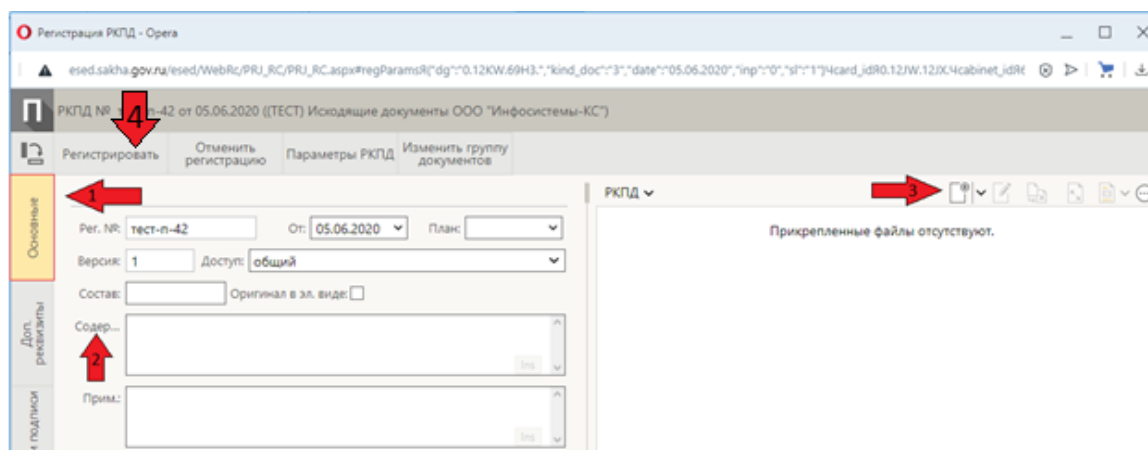 Регистрация РКПД - Opera
esed.sakha.gov.ru/esed/WebRc/PRJ_RC/PRJ_RC.aspx#regParamsЯ{"dg":"0.12KW.69H3.","kind_doc":"3","date":"05.06.2020","inp":"0","sl":"1"}Чcard_idЯ0.12JW.12JX.Чcabinet_idЯ6
П
РКПД № т п-42 от 05.06.2020 ((ТЕСТ) Исходящие документы ООО "Инфосистемы-КС")
4
Регистрировать
Отменить регистрацию
Параметры РКПД
Изменить группу документов
Основные
1
РКПД
3
Рег. №: тест-п-42 От: 05.06.2020 План:
Прикрепленные файлы отсутствуют.
Версия: 1 Доступ: общий
Состав: Оригинал в эл. виде:
Доп. реквизиты
Содер...
2
Ins
Прим.:
Ins
подписи